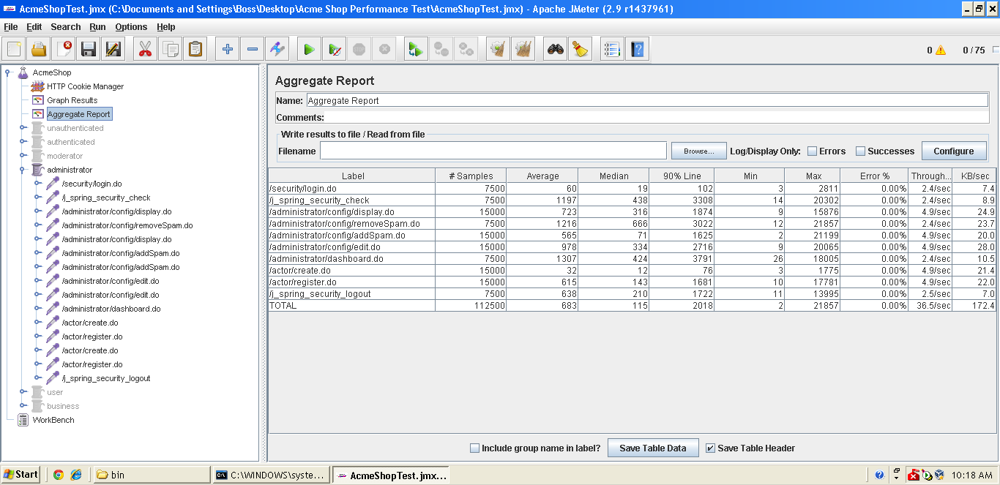 AcmeShopTest.jmx (C:\Documents and Settings\Boss\Desktop\Acme Shop Performance Test\AcmeShopTest.jmx) - Apache JMeter (2.9 r1437961)
File Edit Search Run Options Help
0 0 / 75
AcmeShop
HTTP Cookie Manager
Graph Results
Aggregate Report
unauthenticated
authenticated
moderator
administrator
/security/login.do
/j_spring_security_check
/administrator/config/display.do
/administrator/config/removeSpam.do
/administrator/config/display.do
/administrator/config/addSpam.do
/administrator/config/addSpam.do
/administrator/config/edit.do
/administrator/config/edit.do
/administrator/dashboard.do
/actor/create.do
/actor/register.do
/actor/create.do
/actor/register.do
/j_spring_security_logout
user
business
WorkBench
Aggregate Report
Name: Aggregate Report
Comments:
Write results to file / Read from file
Filename Browse... Log/Display Only: Errors Successes Configure
Label # Samples Average Median 90% Line Min Max Error % Through... KB/sec
/security/login.do 7500 60 19 102 3 2811 0.00% 2.4/sec 7.4
/j_spring_security_check 7500 1197 438 3308 14 20302 0.00% 2.4/sec 8.9
/administrator/config/display.do 15000 723 316 1874 9 15876 0.00% 4.9/sec 24.9
/administrator/config/removeSpam.do 7500 1216 666 3022 12 21857 0.00% 2.4/sec 23.7
/administrator/config/addSpam.do 15000 565 71 1625 2 21199 0.00% 4.9/sec 20.0
/administrator/config/edit.do 15000 978 334 2716 9 20065 0.00% 4.9/sec 28.0
/administrator/dashboard.do 7500 1307 424 3791 26 18005 0.00% 2.4/sec 10.5
/actor/create.do 15000 32 12 76 3 1775 0.00% 4.9/sec 21.4
/actor/register.do 15000 615 143 1681 10 17781 0.00% 4.9/sec 22.0
/j_spring_security_logout 7500 638 210 1722 11 13995 0.00% 2.5/sec 7.0
TOTAL 112500 683 115 2018 2 21857 0.00% 36.5/sec 172.4
Include group name in label? Save Table Data Save Table Header
Start bin C:\WINDOWS\syste... AcmeShopTest.jmx... 10:18 AM